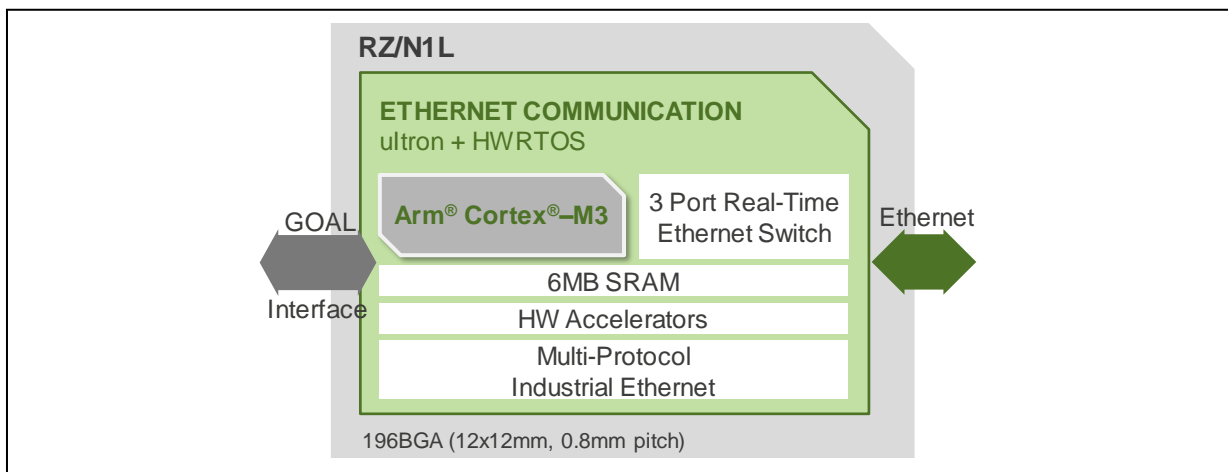 RZ/N1L
ETHERNET COMMUNICATION
ultron + HWRTOS
Arm® Cortex®–M3
3 Port Real-Time
Ethernet Switch
GOAL
Interface
Ethernet
6MB SRAM
HW Accelerators
Multi-Protocol
Industrial Ethernet
196BGA (12x12mm, 0.8mm pitch)